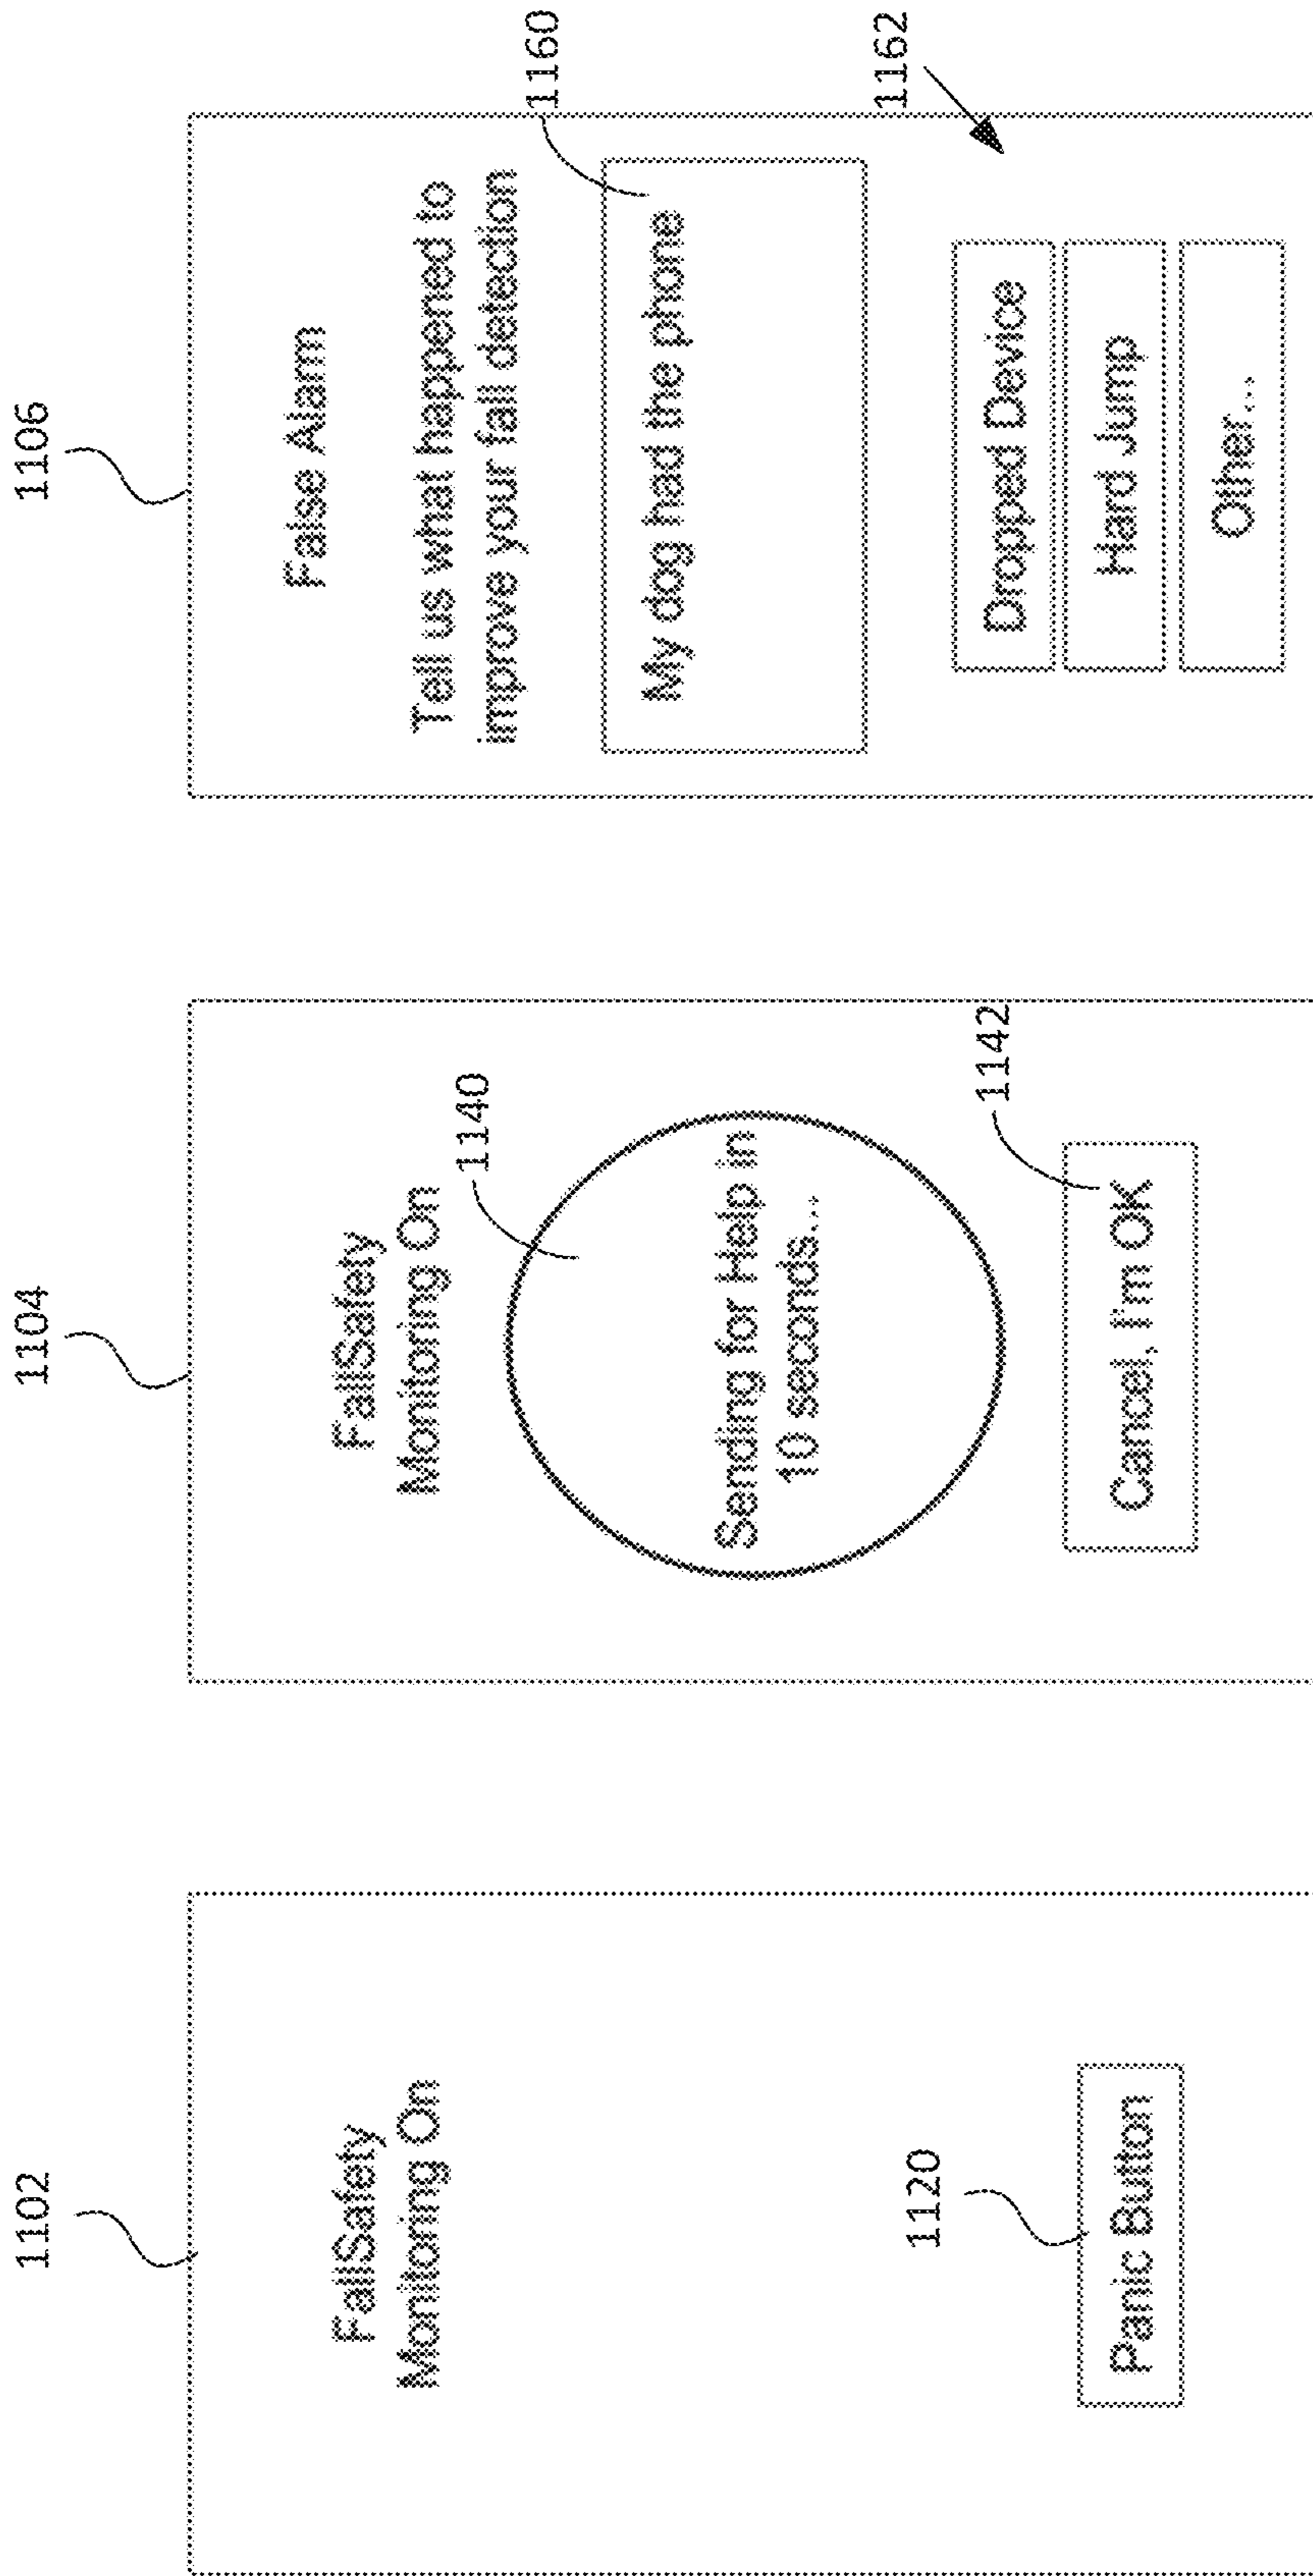 1102
FallSafety
Monitoring On
1120
Panic Button
1104
FallSafety
Monitoring On
1140
Sending for Help in
10 seconds...
1142
Cancel, I'm OK
1106
False Alarm
Tell us what happened to
improve your fall detection
1160
My dog had the phone
1162
Dropped Device
Hard Jump
Other...